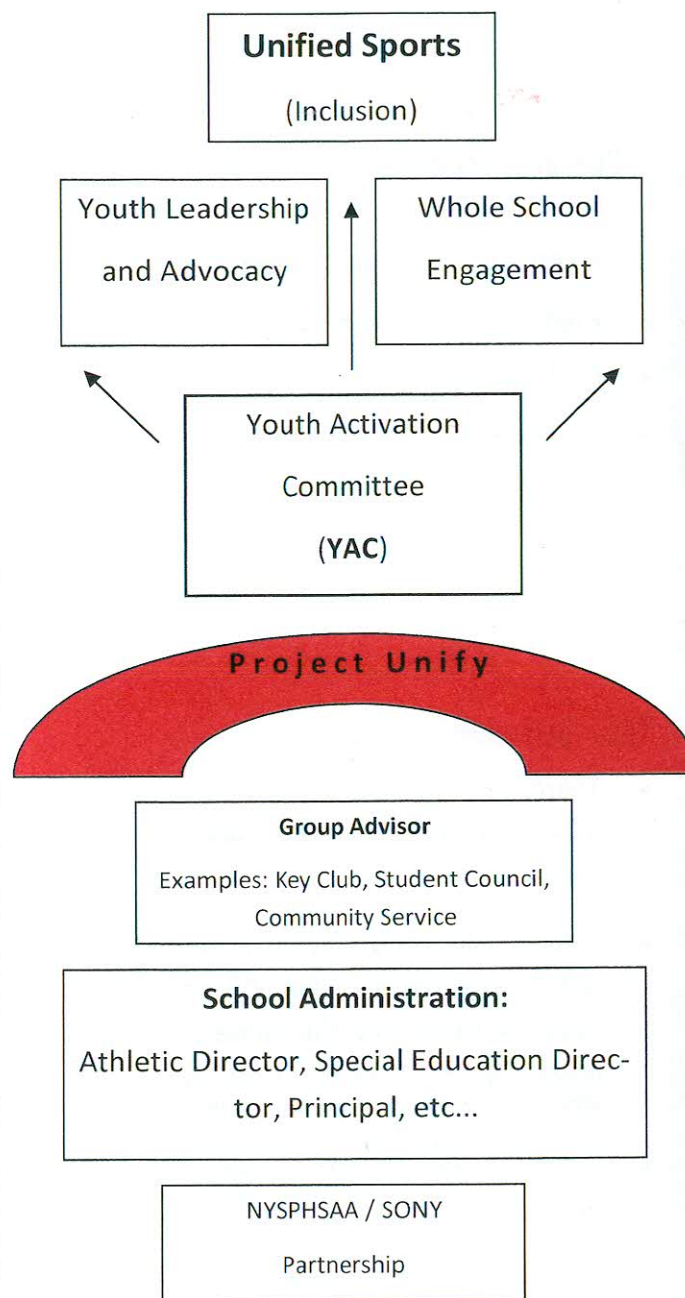 Unified Sports
(Inclusion)
Youth Leadership
and Advocacy
Whole School
Engagement
Youth Activation
Committee
(YAC)
Project Unify
Group Advisor
Examples: Key Club, Student Council,
Community Service
School Administration:
Athletic Director, Special Education Direc-
tor, Principal, etc...
NYSPHSAA / SONY
Partnership